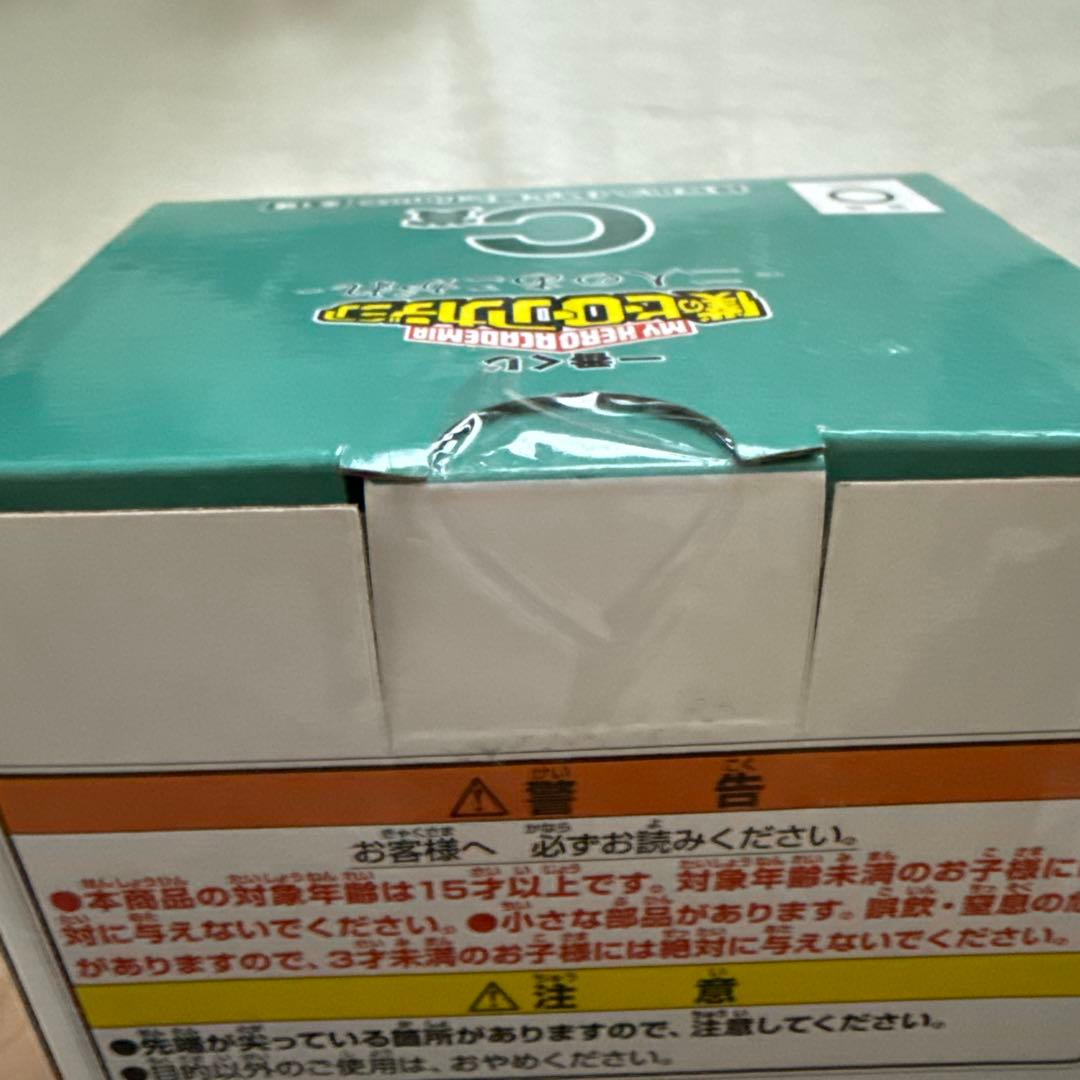 C賞
"二人のあこがれ"
僕のヒーローアカデミア
MY HERO ACADEMIA
一番くじ
警告
お客様へ 必ずお読みください。
●本商品の対象年齢は15才以上です。対象年齢未満のお子様には
対に与えないでください。●小さな部品があります。誤飲・窒息の危
がありますので、3才未満のお子様には絶対に与えないでください。
注意
●先端が尖っている箇所がありますので、注意してください。
●目的以外のご使用は、おやめください。